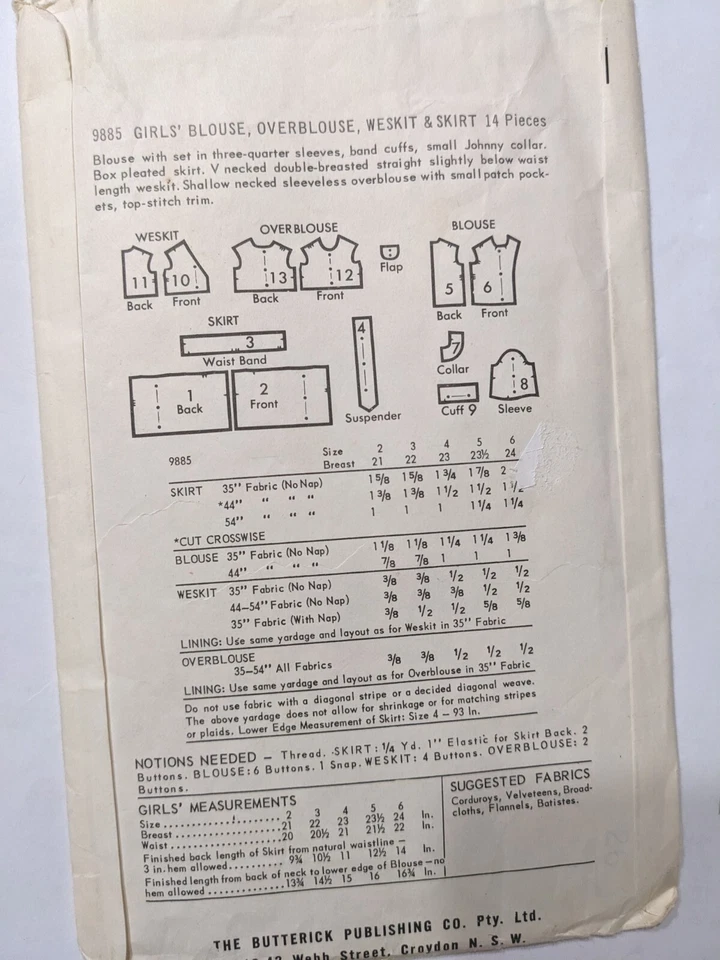 9885 GIRLS' BLOUSE, OVERBLOUSE, WESKIT & SKIRT 14 Pieces
Blouse with set in three-quarter sleeves, band cuffs, small Johnny collar.
Box pleated skirt. V necked double-breasted straight slightly below waist
length weskit. Shallow necked sleeveless overblouse with small patch pock-
ets, top-stitch trim.
WESKIT OVERBLOUSE BLOUSE
11 10 13 12 Flap 5 6
Back Front Back Front Back Front
SKIRT
3 4 7
Waist Band Collar
1 Back 2 Front 8
Suspender Cuff 9 Sleeve
9885 Size 2 3 4 5 6
Breast 21 22 23 23½ 24
SKIRT 35" Fabric (No Nap) 1 5/8 1 5/8 1 3/4 1 7/8 2
*44" " " " 1 3/8 1 3/8 1 1/2 1 1/2 1 1/2
54" " " " 1 1 1 1 1/4 1 1/4
*CUT CROSSWISE
BLOUSE 35" Fabric (No Nap) 1 1/8 1 1/8 1 1/4 1 1/4 1 3/8
44" " " " 7/8 7/8 1 1 1
WESKIT 35" Fabric (No Nap) 3/8 3/8 1/2 1/2 1/2
44-54" Fabric (No Nap) 3/8 3/8 3/8 1/2 1/2
35" Fabric (With Nap) 3/8 1/2 1/2 5/8 5/8
LINING: Use same yardage and layout as for Weskit in 35" Fabric
OVERBLOUSE
35-54" All Fabrics 3/8 3/8 1/2 1/2 1/2
LINING: Use same yardage and layout as for Overblouse in 35" Fabric
Do not use fabric with a diagonal stripe or a decided diagonal weave.
The above yardage does not allow for shrinkage or for matching stripes
or plaids. Lower Edge Measurement of Skirt: Size 4 – 93 In.
NOTIONS NEEDED – Thread. SKIRT: 1/4 Yd. 1" Elastic for Skirt Back. 2
Buttons. BLOUSE: 6 Buttons. 1 Snap. WESKIT: 4 Buttons. OVERBLOUSE: 2
Buttons.
GIRLS' MEASUREMENTS
Size 2 3 4 5 6
Breast 21 22 23 23½ 24 In.
Waist 20 20½ 21 21½ 22 In.
Finished back length of Skirt from natural waistline –
3 in. hem allowed 9¾ 10½ 11 12½ 14 In.
Finished length from back of neck to lower edge of Blouse – no
hem allowed 13¾ 14½ 15 16 16¾ In.
SUGGESTED FABRICS
Corduroys, Velveteens, Broad-
cloths, Flannels, Batistes.
THE BUTTERICK PUBLISHING CO. Pty. Ltd.
Webb Street, Croydon N. S. W.